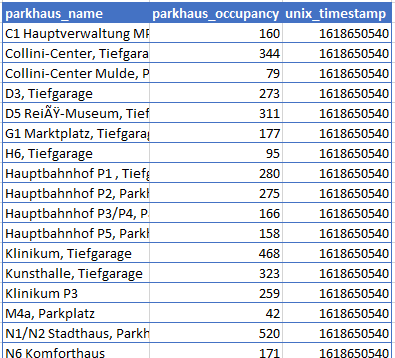 parkhaus_name parkhaus_occupancy unix_timestamp
C1 Hauptverwaltung MP 160 1618650540
Collini-Center, Tiefgara 344 1618650540
Collini-Center Mulde, P 79 1618650540
D3, Tiefgarage 273 1618650540
D5 ReiÃŸ-Museum, Tief 311 1618650540
G1 Marktplatz, Tiefgarag 177 1618650540
H6, Tiefgarage 95 1618650540
Hauptbahnhof P1 , Tiefg 280 1618650540
Hauptbahnhof P2, Parkh 275 1618650540
Hauptbahnhof P3/P4, P 166 1618650540
Hauptbahnhof P5, Parkh 158 1618650540
Klinikum, Tiefgarage 468 1618650540
Kunsthalle, Tiefgarage 323 1618650540
Klinikum P3 259 1618650540
M4a, Parkplatz 42 1618650540
N1/N2 Stadthaus, Parkh 520 1618650540
N6 Komforthaus 171 1618650540